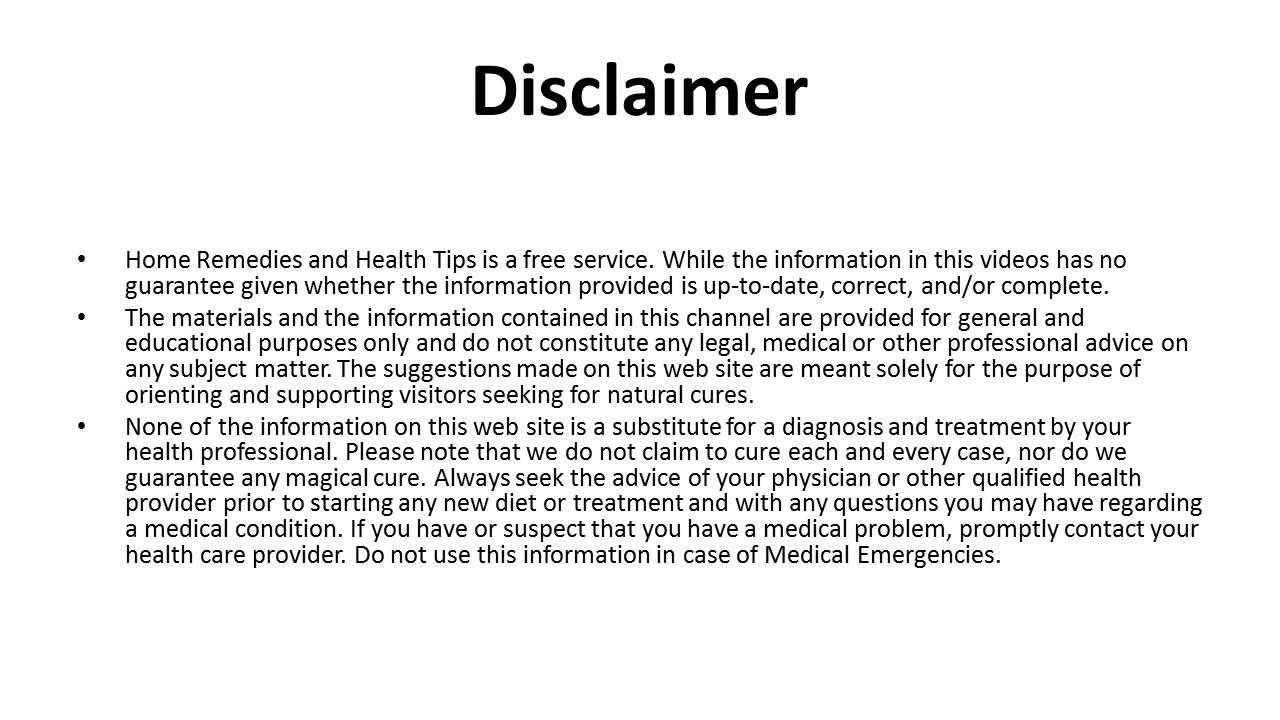 Disclaimer
• Home Remedies and Health Tips is a free service. While the information in this videos has no
guarantee given whether the information provided is up-to-date, correct, and/or complete.
• The materials and the information contained in this channel are provided for general and
educational purposes only and do not constitute any legal, medical or other professional advice on
any subject matter. The suggestions made on this web site are meant solely for the purpose of
orienting and supporting visitors seeking for natural cures.
• None of the information on this web site is a substitute for a diagnosis and treatment by your
health professional. Please note that we do not claim to cure each and every case, nor do we
guarantee any magical cure. Always seek the advice of your physician or other qualified health
provider prior to starting any new diet or treatment and with any questions you may have regarding
a medical condition. If you have or suspect that you have a medical problem, promptly contact your
health care provider. Do not use this information in case of Medical Emergencies.